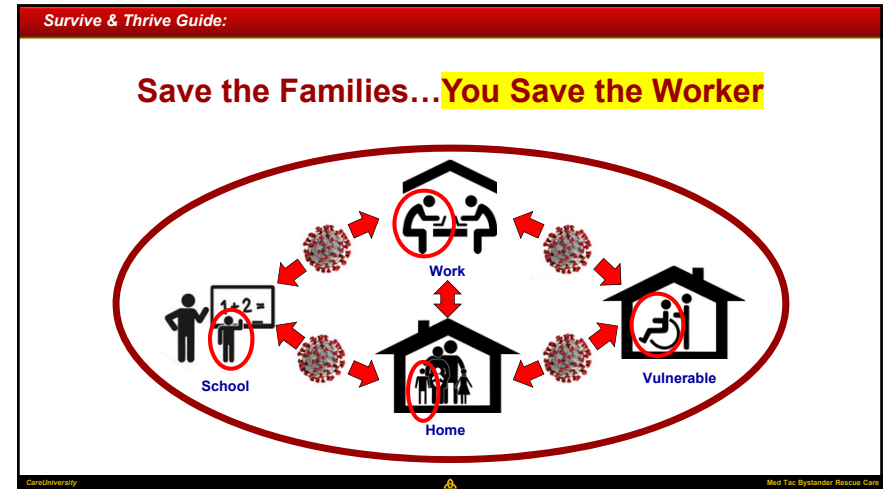 Survive & Thrive Guide:
Save the Families…You Save the Worker
Work
1+2=
School
Vulnerable
Home
CareUniversity
Med Tac Bystander Rescue Care